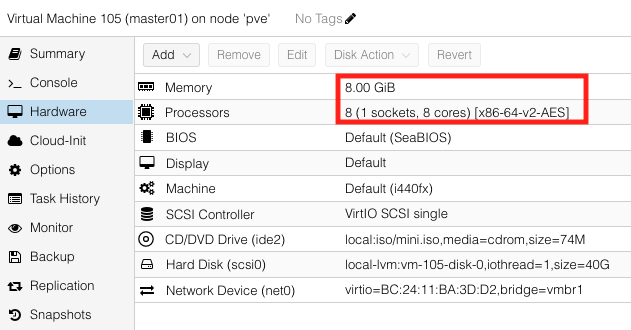 Virtual Machine 105 (master01) on node 'pve' No Tags
Summary
Console
Hardware
Cloud-Init
Options
Task History
Monitor
Backup
Replication
Snapshots
Add Remove Edit Disk Action Revert
Memory 8.00 GiB
Processors 8 (1 sockets, 8 cores) [x86-64-v2-AES]
BIOS Default (SeaBIOS)
Display Default
Machine Default (i440fx)
SCSI Controller VirtIO SCSI single
CD/DVD Drive (ide2) local:iso/mini.iso,media=cdrom,size=74M
Hard Disk (scsi0) local-lvm:vm-105-disk-0,iothread=1,size=40G
Network Device (net0) virtio=BC:24:11:BA:3D:D2,bridge=vmbr1